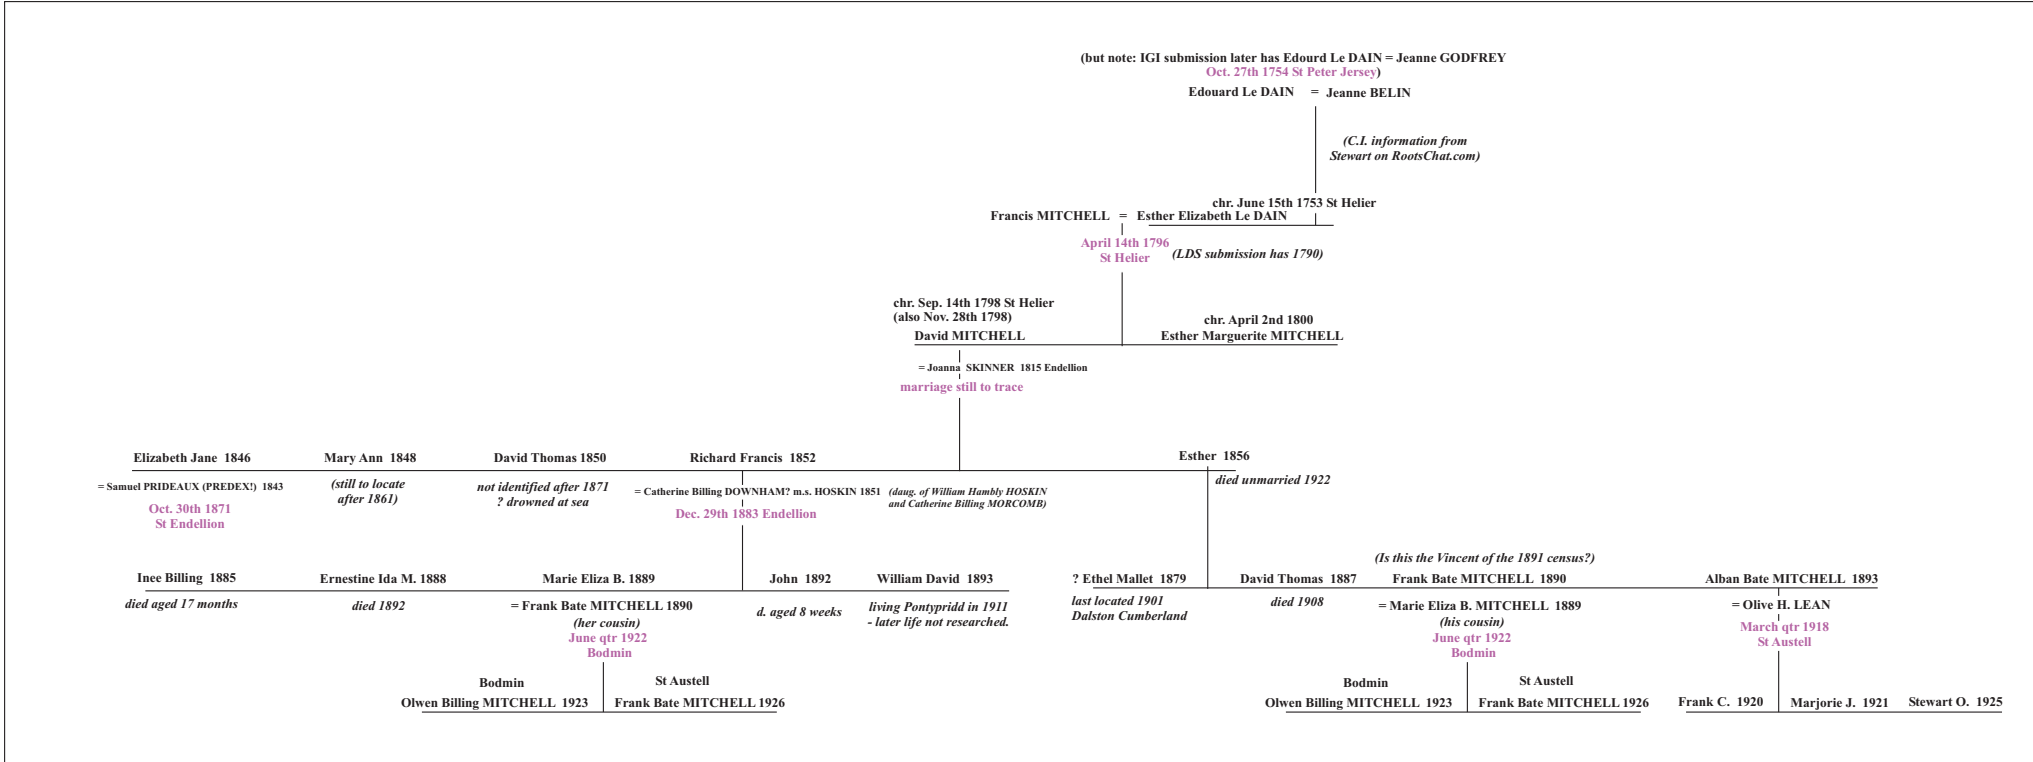 (but note: IGI submission later has Edourd Le DAIN = Jeanne GODFREY
Oct. 27th 1754 St Peter Jersey)
Edouard Le DAIN = Jeanne BELIN
(C.I. information from
Stewart on RootsChat.com)
chr. June 15th 1753 St Helier
Francis MITCHELL = Esther Elizabeth Le DAIN
April 14th 1796
St Helier
(LDS submission has 1790)
chr. Sep. 14th 1798 St Helier
(also Nov. 28th 1798)
David MITCHELL
chr. April 2nd 1800
Esther Marguerite MITCHELL
= Joanna SKINNER 1815 Endellion
marriage still to trace
Elizabeth Jane 1846
= Samuel PRIDEAUX (PREDEX!) 1843
Oct. 30th 1871
St Endellion
Mary Ann 1848
(still to locate
after 1861)
David Thomas 1850
not identified after 1871
? drowned at sea
Richard Francis 1852
= Catherine Billing DOWNHAM? m.s. HOSKIN 1851
Dec. 29th 1883 Endellion
(daug. of William Hambly HOSKIN
and Catherine Billing MORCOMB)
Esther 1856
died unmarried 1922
Inee Billing 1885
died aged 17 months
Ernestine Ida M. 1888
died 1892
Marie Eliza B. 1889
= Frank Bate MITCHELL 1890
(her cousin)
June qtr 1922
Bodmin
John 1892
d. aged 8 weeks
William David 1893
living Pontypridd in 1911
- later life not researched.
? Ethel Mallet 1879
last located 1901
Dalston Cumberland
David Thomas 1887
died 1908
(Is this the Vincent of the 1891 census?)
Frank Bate MITCHELL 1890
= Marie Eliza B. MITCHELL 1889
(his cousin)
June qtr 1922
Bodmin
Alban Bate MITCHELL 1893
= Olive H. LEAN
March qtr 1918
St Austell
Bodmin
Olwen Billing MITCHELL 1923
St Austell
Frank Bate MITCHELL 1926
Bodmin
Olwen Billing MITCHELL 1923
St Austell
Frank Bate MITCHELL 1926
Frank C. 1920
Marjorie J. 1921
Stewart O. 1925